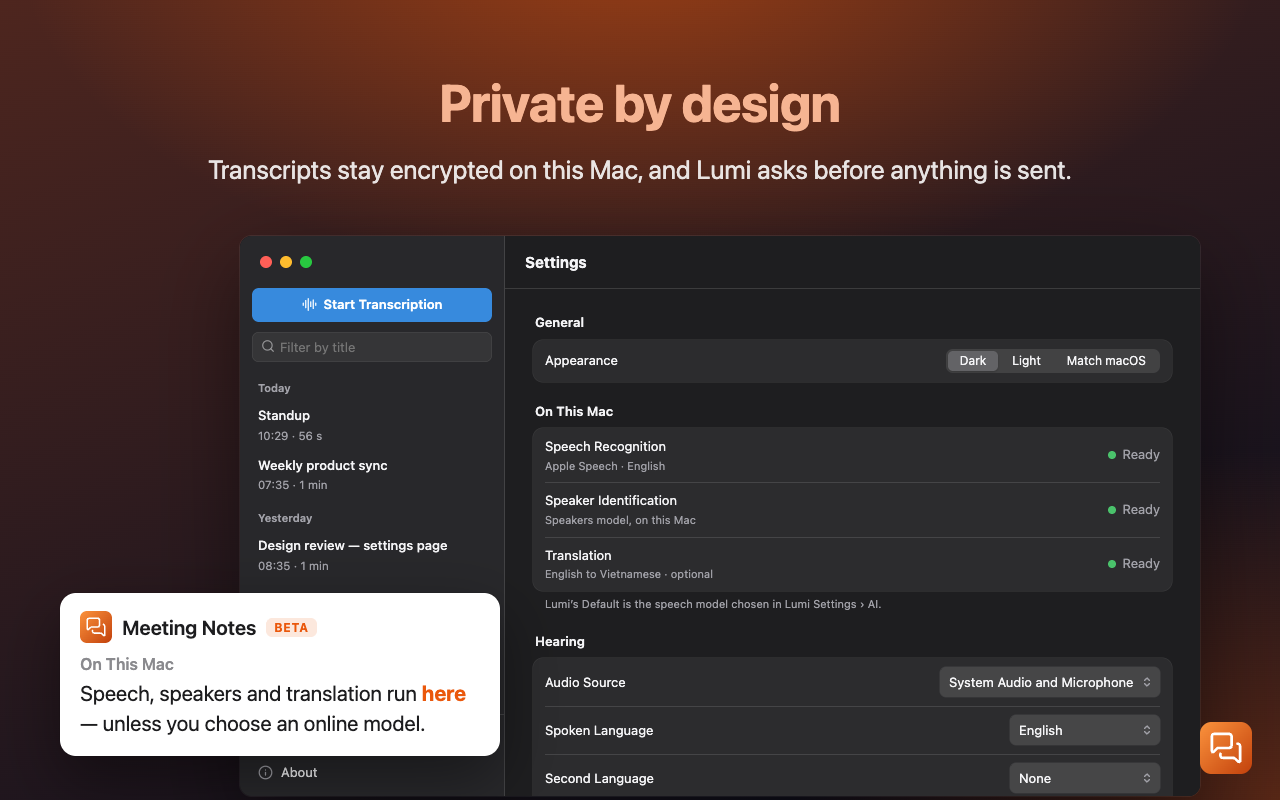 Private by design
Transcripts stay encrypted on this Mac, and Lumi asks before anything is sent.
Start Transcription
Filter by title
Today
Standup
10:29 · 56 s
Weekly product sync
07:35 · 1 min
Yesterday
Design review — settings page
08:35 · 1 min
About
Settings
General
Appearance
Dark
Light
Match macOS
On This Mac
Speech Recognition
Apple Speech · English
Ready
Speaker Identification
Speakers model, on this Mac
Ready
Translation
English to Vietnamese · optional
Ready
Lumi’s Default is the speech model chosen in Lumi Settings › AI.
Hearing
Audio Source
System Audio and Microphone
Spoken Language
English
Second Language
None
Meeting Notes
BETA
On This Mac
Speech, speakers and translation run here
— unless you choose an online model.